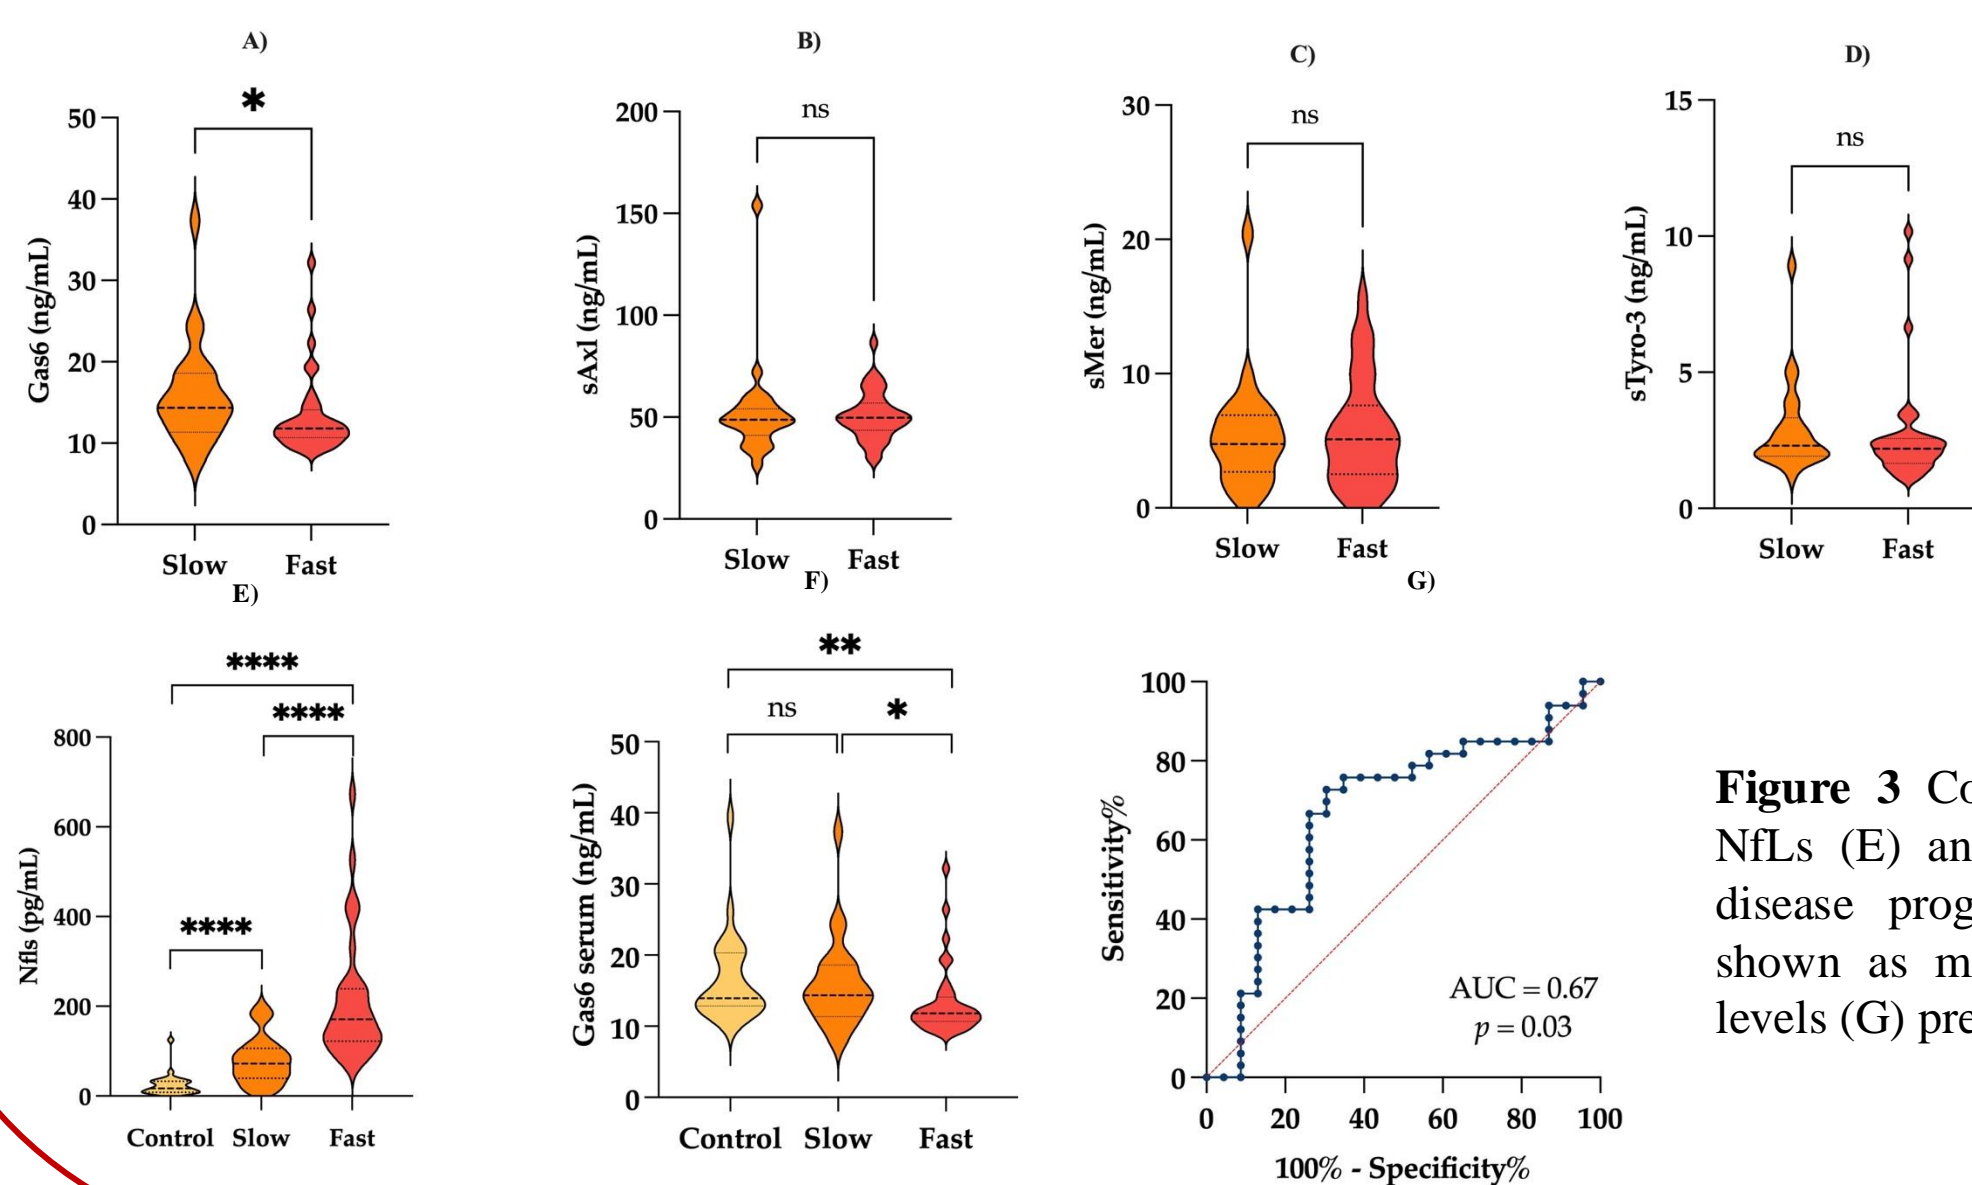 A)
50
40
30
20
10
0
Gas6 (ng/mL)
*
Slow Fast
B)
200
150
100
50
0
sAxl (ng/mL)
ns
Slow Fast
C)
30
20
10
0
sMer (ng/mL)
ns
Slow Fast
D)
15
10
5
0
sTyro-3 (ng/mL)
ns
Slow Fast
E)
800
600
400
200
0
Nfls (pg/mL)
****
****
****
Control Slow Fast
F)
50
40
30
20
10
0
Gas6 serum (ng/mL)
**
ns
*
Control Slow Fast
G)
100
80
60
40
20
0
Sensitivity%
AUC = 0.67
p = 0.03
0 20 40 60 80 100
100% - Specificity%
Figure 3 Co
NfLs (E) an
disease prog
shown as m
levels (G) pre